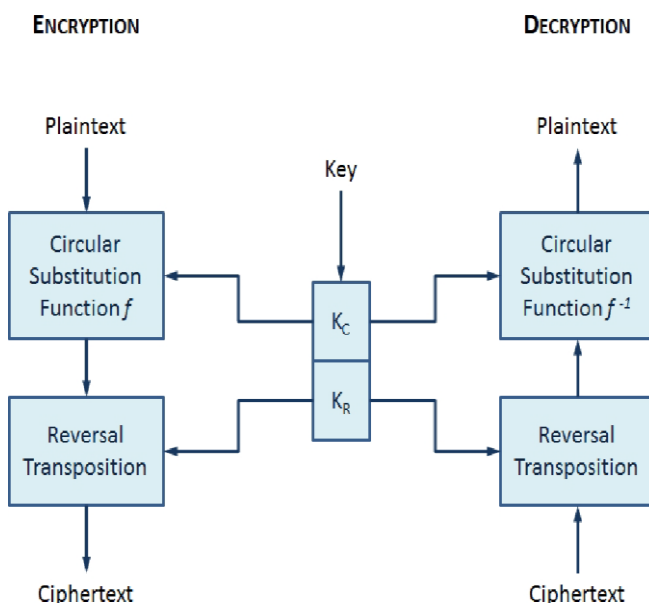 ENCRYPTION
DECRYPTION
Plaintext
Plaintext
Key
Circular
Substitution
Function f
Circular
Substitution
Function f -1
KC
KR
Reversal
Transposition
Reversal
Transposition
Ciphertext
Ciphertext